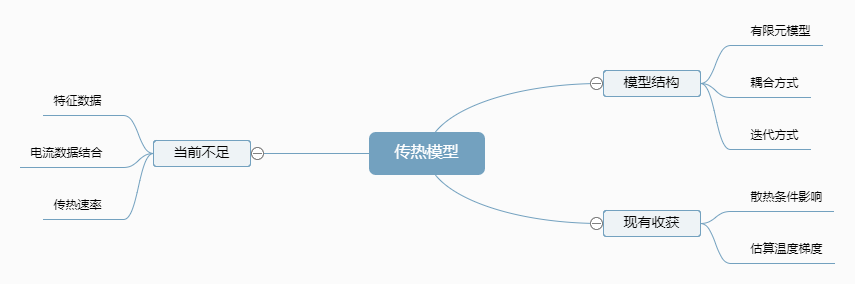 传热模型
模型结构
有限元模型
耦合方式
迭代方式
现有收获
散热条件影响
估算温度梯度
当前不足
特征数据
电流数据结合
传热速率